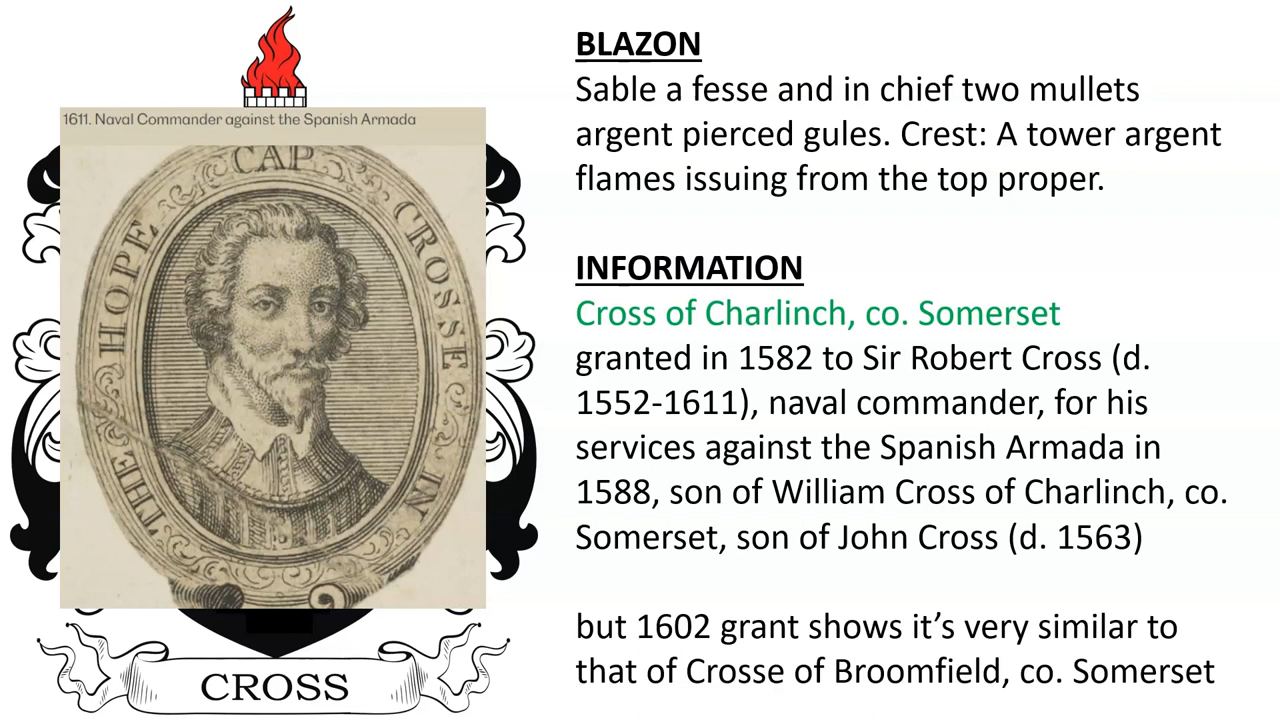 1611. Naval Commander against the Spanish Armada
THE HOPE CAP CROSSE IN
CROSS
BLAZON
Sable a fesse and in chief two mullets
argent pierced gules. Crest: A tower argent
flames issuing from the top proper.
INFORMATION
Cross of Charlinch, co. Somerset
granted in 1582 to Sir Robert Cross (d.
1552-1611), naval commander, for his
services against the Spanish Armada in
1588, son of William Cross of Charlinch, co.
Somerset, son of John Cross (d. 1563)
but 1602 grant shows it’s very similar to
that of Crosse of Broomfield, co. Somerset